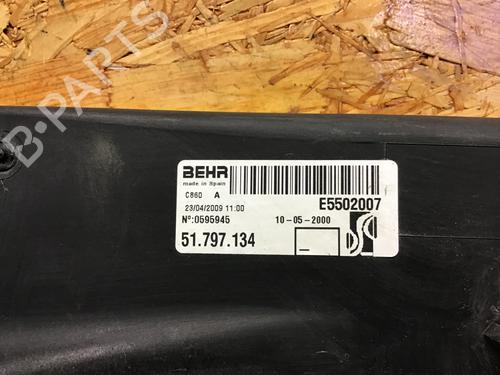 B-PARTS
BEHR
made in Spain
C860 A
E5502007
23/04/2009 11:00
Nº:0595945
10-05-2000
51.797.134